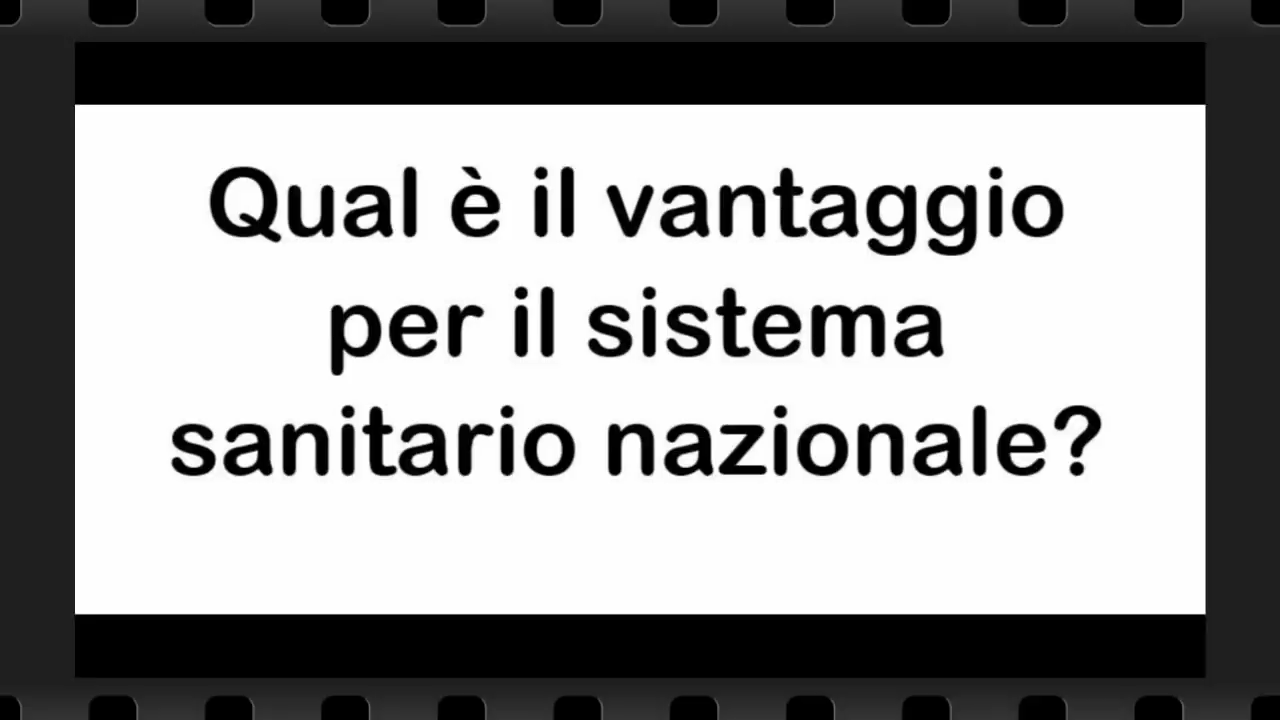 Qual è il vantaggio
per il sistema
sanitario nazionale?